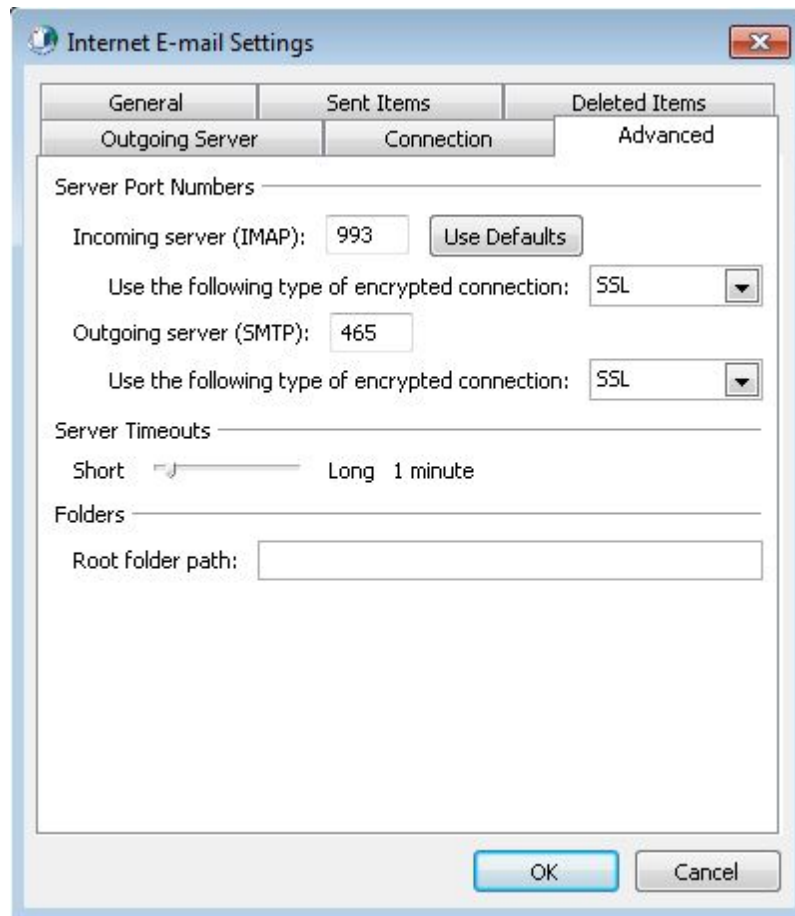 Internet E-mail Settings
General Sent Items Deleted Items
Outgoing Server Connection Advanced
Server Port Numbers
Incoming server (IMAP): 993 Use Defaults
Use the following type of encrypted connection: SSL
Outgoing server (SMTP): 465
Use the following type of encrypted connection: SSL
Server Timeouts
Short Long 1 minute
Folders
Root folder path:
OK Cancel